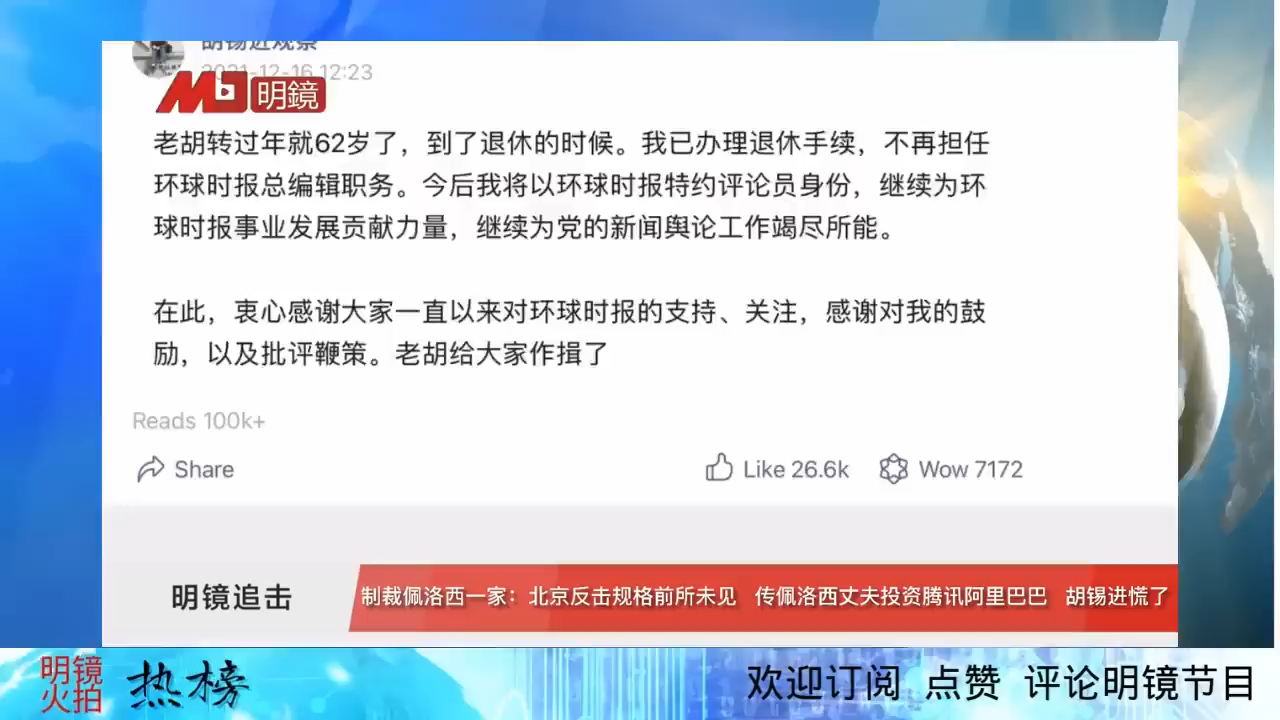 胡锡进观察
2021-12-16 12:23
明鏡
老胡转过年就62岁了，到了退休的时候。我已办理退休手续，不再担任
环球时报总编辑职务。今后我将以环球时报特约评论员身份，继续为环
球时报事业发展贡献力量，继续为党的新闻舆论工作竭尽所能。
在此，衷心感谢大家一直以来对环球时报的支持、关注，感谢对我的鼓
励，以及批评鞭策。老胡给大家作揖了
Reads 100k+
Share
Like 26.6k
Wow 7172
明镜追击
制裁佩洛西一家：北京反击规格前所未见 传佩洛西丈夫投资腾讯阿里巴巴 胡锡进慌了
明镜
火拍
热榜
欢迎订阅 点赞 评论明镜节目